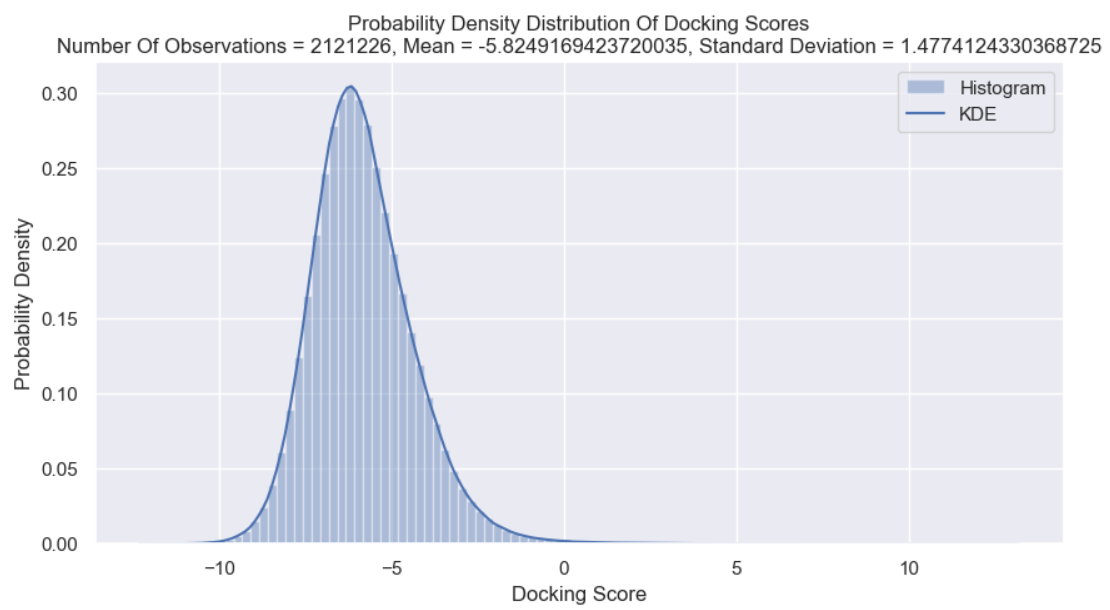 Probability Density Distribution Of Docking Scores
Number Of Observations = 2121226, Mean = -5.8249169423720035, Standard Deviation = 1.4774124330368725
Histogram
KDE
Probability Density
0.30
0.25
0.20
0.15
0.10
0.05
0.00
−10
−5
0
5
10
Docking Score